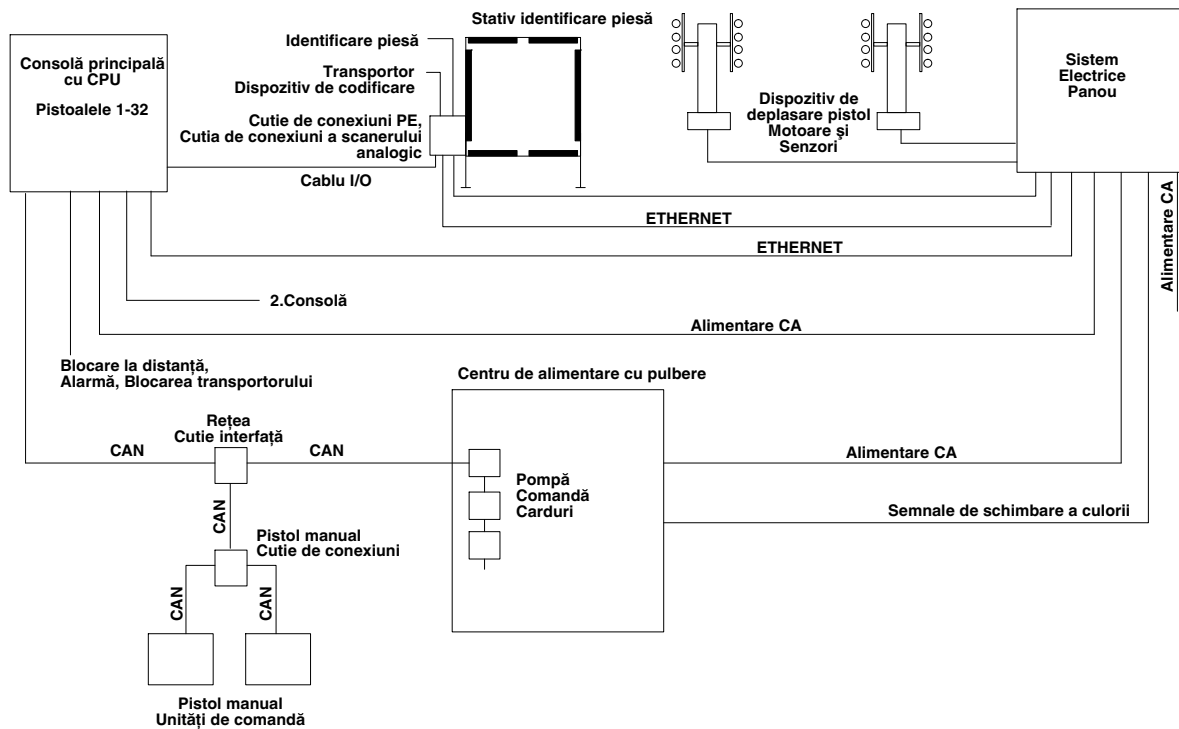 Stativ identificare piesă
Consolă principală
cu CPU
Pistoalele 1-32
Identificare piesă
Transportor
Dispozitiv de codificare
Cutie de conexiuni PE,
Cutia de conexiuni a scanerului
analogic
Cablu I/O
Dispozitiv de
deplasare pistol
Motoare și
Senzori
Sistem
Electrice
Panou
ETHERNET
ETHERNET
Alimentare CA
2.Consolă
Alimentare CA
Blocare la distanță,
Alarmă, Blocarea transportorului
Centru de alimentare cu pulbere
Rețea
Cutie interfață
CAN
CAN
Alimentare CA
Pompă
Comandă
Carduri
CAN
Semnale de schimbare a culorii
Pistol manual
Cutie de conexiuni
CAN
CAN
Pistol manual
Unități de comandă